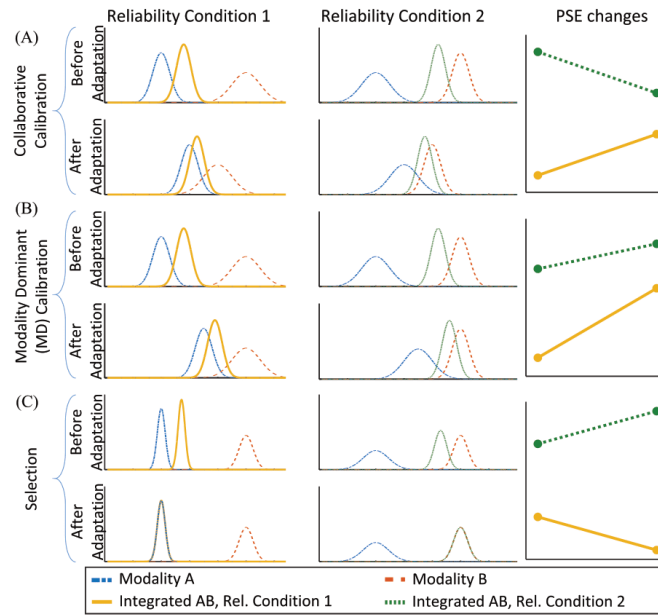 Reliability Condition 1
Reliability Condition 2
PSE changes
(A)
Collaborative
Calibration
Before
Adaptation
After
Adaptation
(B)
Modality Dominant
(MD) Calibration
Before
Adaptation
After
Adaptation
(C)
Selection
Before
Adaptation
After
Adaptation
Modality A
Modality B
Integrated AB, Rel. Condition 1
Integrated AB, Rel. Condition 2